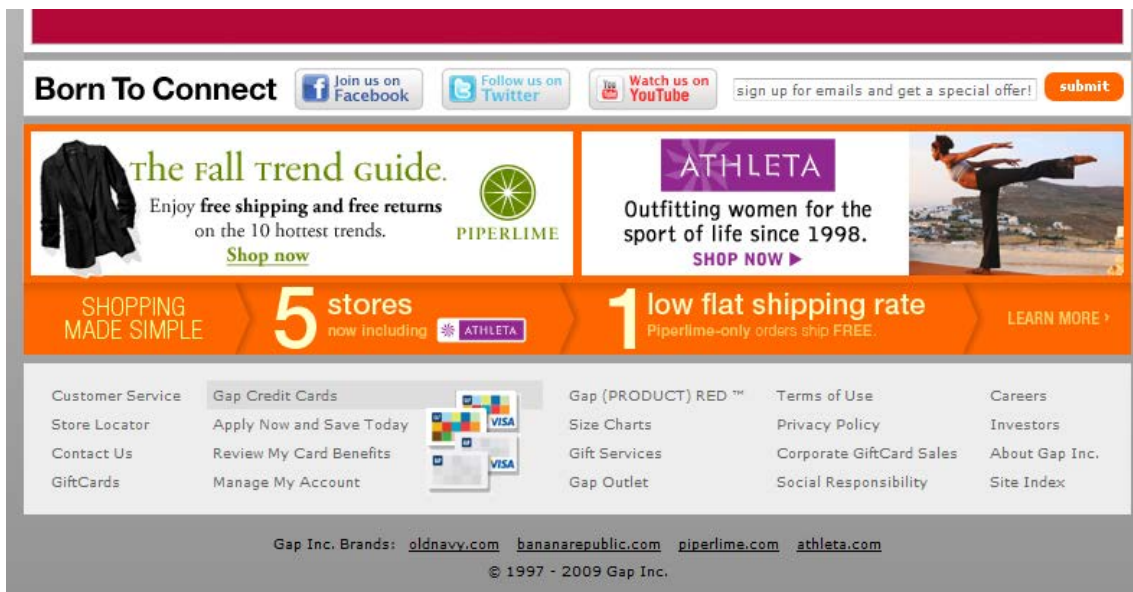 Born To Connect
Join us on
Facebook
Follow us on
Twitter
You Tube
Watch us on
YouTube
sign up for emails and get a special offer!
submit
The Fall Trend Guide.
Enjoy free shipping and free returns
on the 10 hottest trends.
Shop now
PIPERLIME
ATHLETA
Outfitting women for the
sport of life since 1998.
SHOP NOW
SHOPPING
MADE SIMPLE
5 stores
now including ATHLETA
1 low flat shipping rate
Piperlime-only orders ship FREE.
LEARN MORE ›
Customer Service
Store Locator
Contact Us
GiftCards
Gap Credit Cards
Apply Now and Save Today
Review My Card Benefits
Manage My Account
VISA
VISA
Gap (PRODUCT) RED ™
Size Charts
Gift Services
Gap Outlet
Terms of Use
Privacy Policy
Corporate GiftCard Sales
Social Responsibility
Careers
Investors
About Gap Inc.
Site Index
Gap Inc. Brands: oldnavy.com bananarepublic.com piperlime.com athleta.com
© 1997 - 2009 Gap Inc.